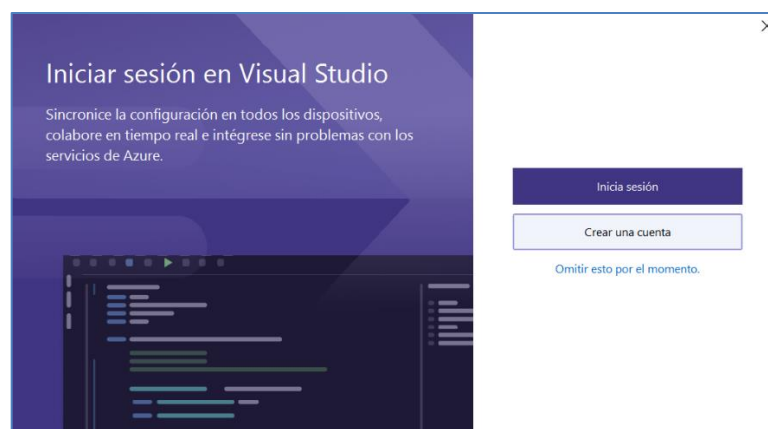 Iniciar sesión en Visual Studio
Sincronice la configuración en todos los dispositivos,
colabore en tiempo real e intégrese sin problemas con los
servicios de Azure.
Inicia sesión
Crear una cuenta
Omitir esto por el momento.